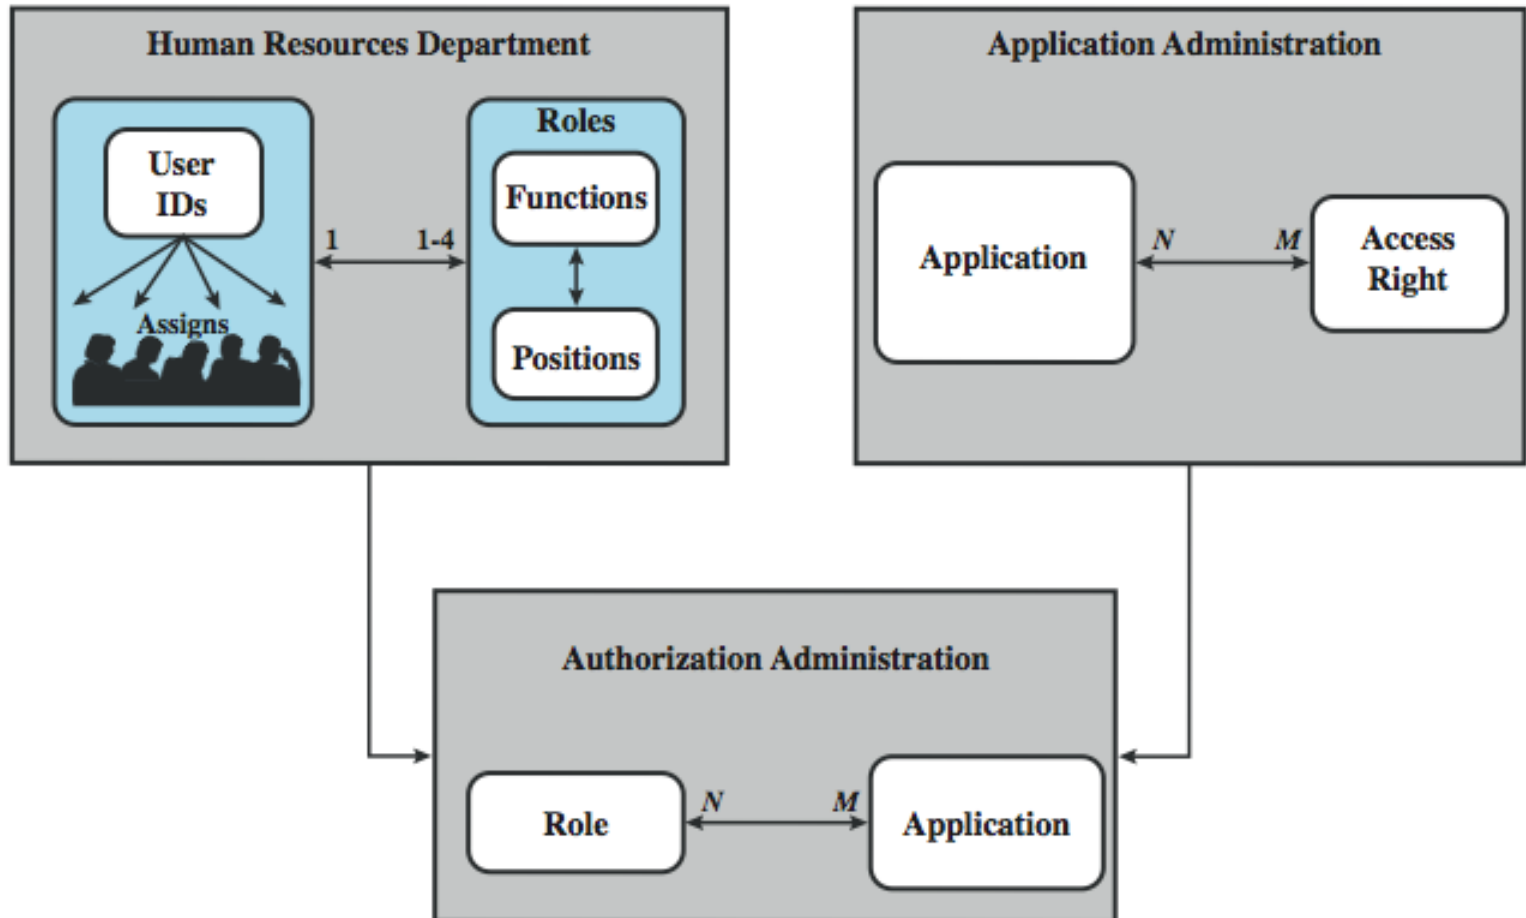 Human Resources Department
User
IDs
Assigns
1
1-4
Roles
Functions
Positions
Application Administration
Application
N
M
Access
Right
Authorization Administration
Role
N
M
Application